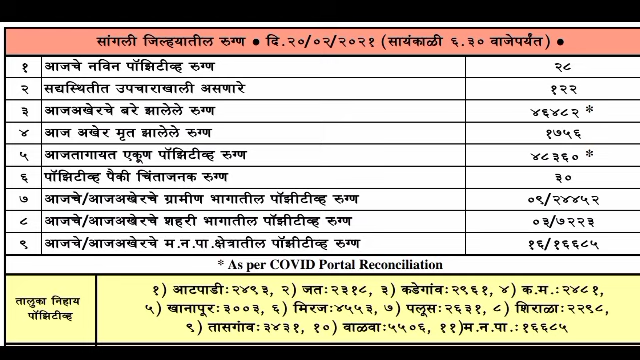 सांगली जिल्हयातील रुग्ण ● दि.२०/०२/२०२१ (सायंकाळी ६.३० वाजेपर्यंत) ●
१ आजचे नविन पॉझिटीव्ह रुग्ण २८
२ सद्यस्थितीत उपचाराखाली असणारे १२२
३ आजअखेरचे बरे झालेले रुग्ण ४६४८२ *
४ आज अखेर मृत झालेले रुग्ण १७५६
५ आजतागायत एकूण पॉझिटीव्ह रुग्ण ४८३६० *
६ पॉझिटीव्ह पैकी चिंताजनक रुग्ण ३०
७ आजचे/आजअखेरचे ग्रामीण भागातील पॉझीटीव्ह रुग्ण ०९/२४४५२
८ आजचे/आजअखेरचे शहरी भागातील पॉझीटीव्ह रुग्ण ०३/७२२३
९ आजचे/आजअखेरचे म.न.पा.क्षेत्रातील पॉझीटीव्ह रुग्ण १६/१६६८५
* As per COVID Portal Reconciliation
तालुका निहाय
पॉझिटीव्ह
१) आटपाडी:२४९३, २) जत:२३१८, ३) कडेगांव:२९६१, ४) क.म.:२४८१,
५) खानापूर:३००३, ६) मिरज:४५५३, ७) पलूस:२६३१, ८) शिराळा:२२९८,
९) तासगांव:३४३१, १०) वाळवा:५५०६, ११)म.न.पा.:१६६८५